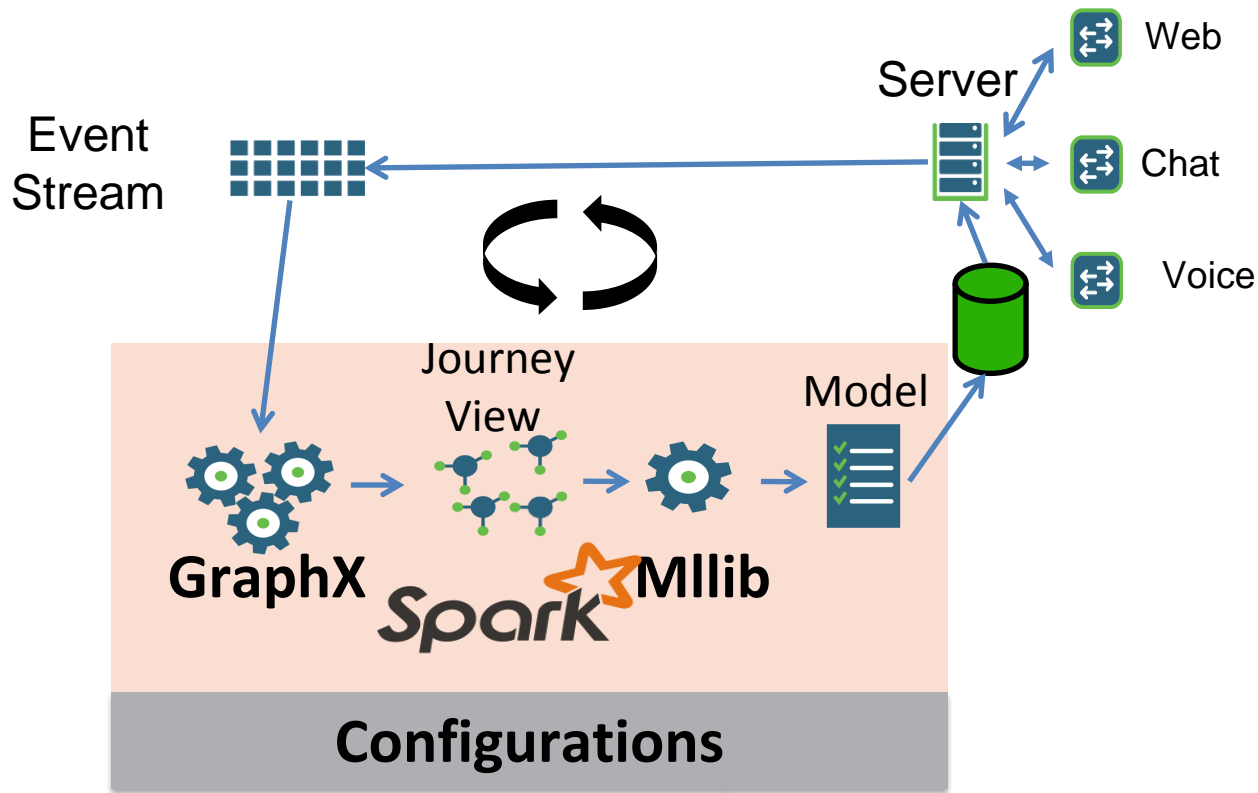 Web
Server
Event
Stream
Chat
Voice
Journey
View
Model
GraphX
Mllib
Spark
Configurations